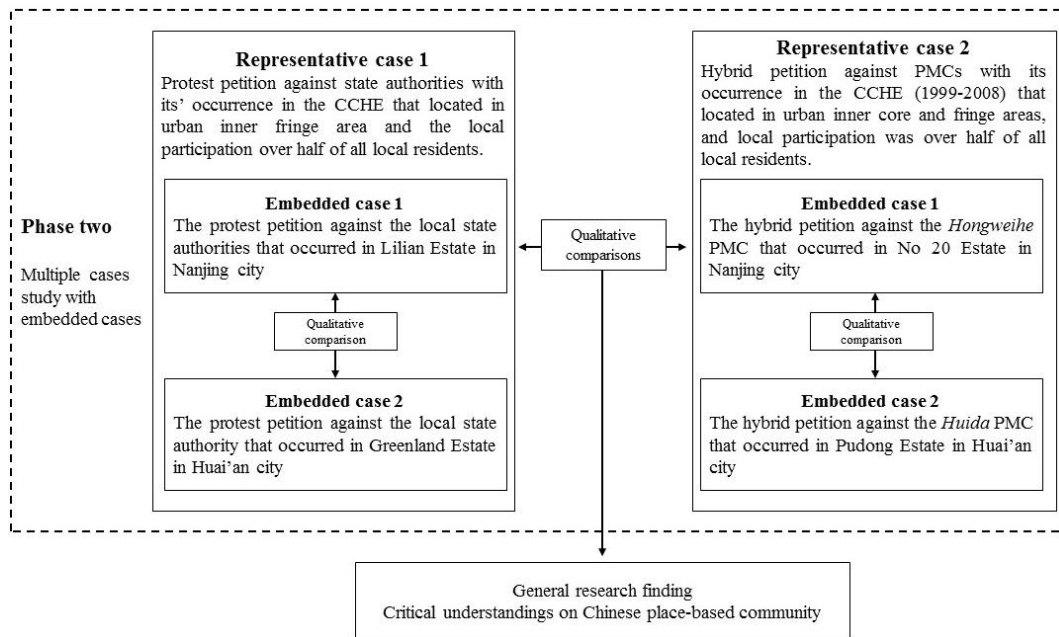 Phase two
Multiple cases
study with
embedded cases
Representative case 1
Protest petition against state authorities with
its’ occurrence in the CCHE that located in
urban inner fringe area and the local
participation over half of all local residents.
Embedded case 1
The protest petition against the local state
authorities that occurred in Lilian Estate in
Nanjing city
Qualitative
comparison
Embedded case 2
The protest petition against the local state
authority that occurred in Greenland Estate
in Huai’an city
Qualitative
comparisons
Representative case 2
Hybrid petition against PMCs with its
occurrence in the CCHE (1999-2008) that
located in urban inner core and fringe areas,
and local participation was over half of all
local residents.
Embedded case 1
The hybrid petition against the Hongweihe
PMC that occurred in No 20 Estate in
Nanjing city
Qualitative
comparison
Embedded case 2
The hybrid petition against the Huida PMC
that occurred in Pudong Estate in Huai’an
city
General research finding
Critical understandings on Chinese place-based community